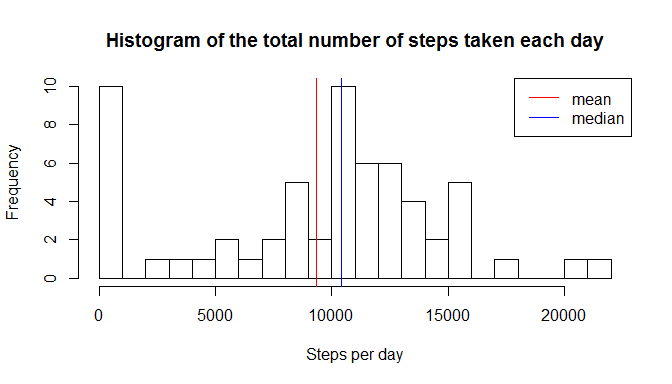 Histogram of the total number of steps taken each day
mean
median
Frequency
0
2
4
6
8
10
0 5000 10000 15000 20000
Steps per day